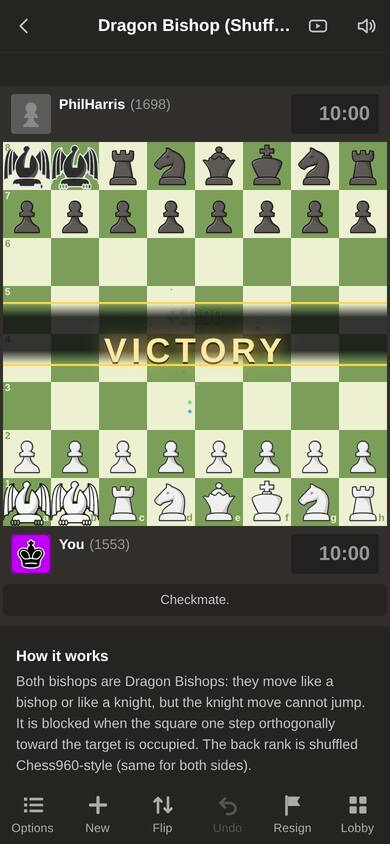 Dragon Bishop (Shuff…
PhilHarris (1698)
10:00
8
7
6
5
4
VICTORY
3
2
1
c d e f g h
You (1553)
10:00
Checkmate.
How it works
Both bishops are Dragon Bishops: they move like a
bishop or like a knight, but the knight move cannot jump.
It is blocked when the square one step orthogonally
toward the target is occupied. The back rank is shuffled
Chess960-style (same for both sides).
Options New Flip Undo Resign Lobby